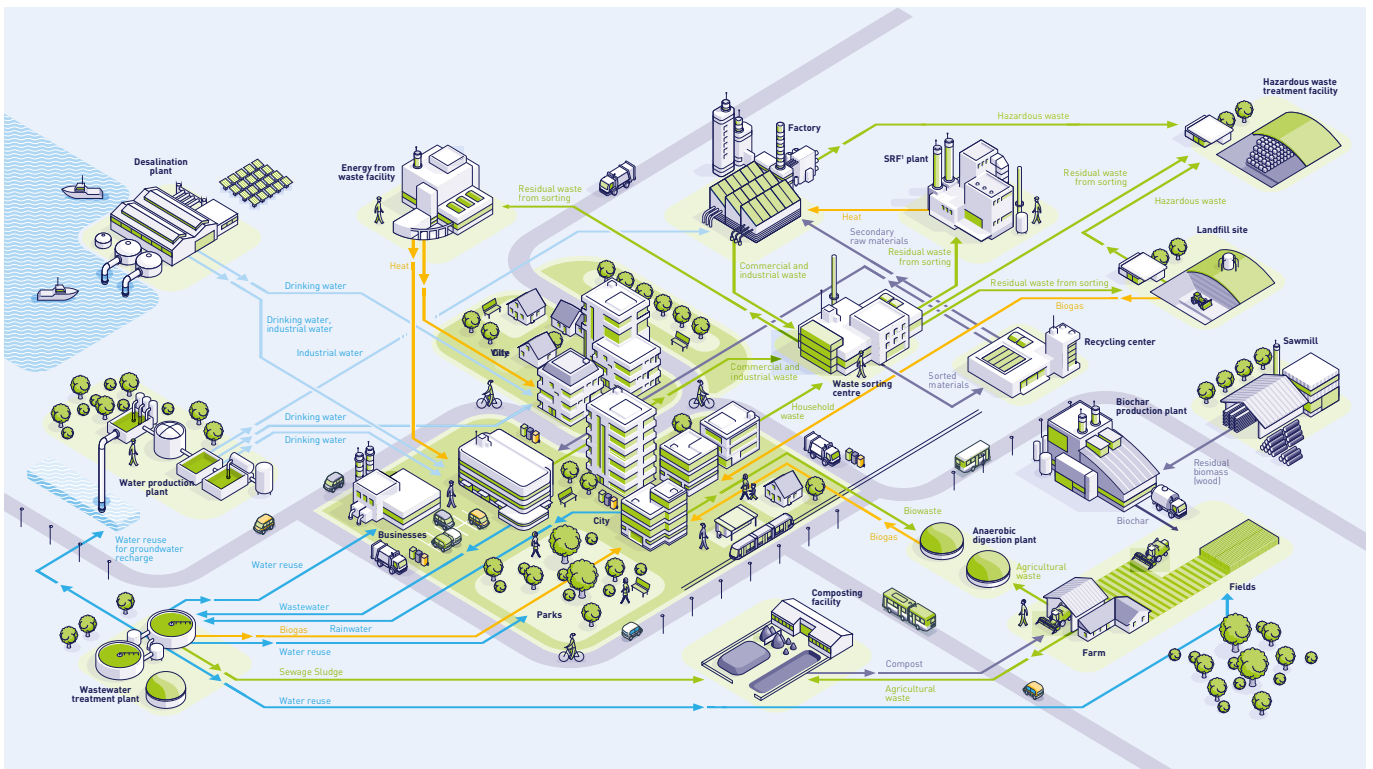 Hazardous waste
treatment facility
Hazardous waste
Factory
Desalination
plant
Energy from
waste facility
SRF¹ plant
Residual waste
from sorting
Residual waste
from sorting
Hazardous waste
Heat
Landfill site
Secondary
raw materials
Residual waste
from sorting
Heat
Commercial and
industrial waste
Drinking water
Residual waste from sorting
Biogas
Drinking water,
industrial water
Industrial water
City
Recycling center
Sawmill
Commercial and
industrial waste
Sorted
materials
Waste sorting
centre
Biochar
production plant
Household
waste
Drinking water
Drinking water
Residual
biomass
(wood)
Water production
plant
Biowaste
Biochar
City
Anaerobic
digestion plant
Businesses
Biogas
Water reuse
for groundwater
recharge
Water reuse
Agricultural
waste
Fields
Composting
facility
Wastewater
Parks
Biogas
Rainwater
Water reuse
Farm
Compost
Sewage Sludge
Agricultural
waste
Wastewater
treatment plant
Water reuse